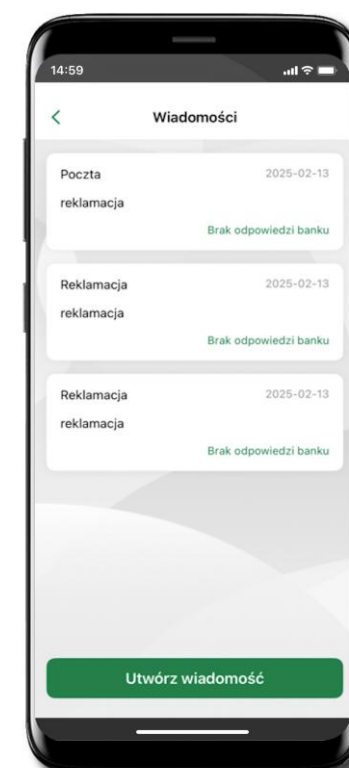 14:59
Wiadomości
Poczta 2025-02-13
reklamacja
Brak odpowiedzi banku
Reklamacja 2025-02-13
reklamacja
Brak odpowiedzi banku
Reklamacja 2025-02-13
reklamacja
Brak odpowiedzi banku
Utwórz wiadomość